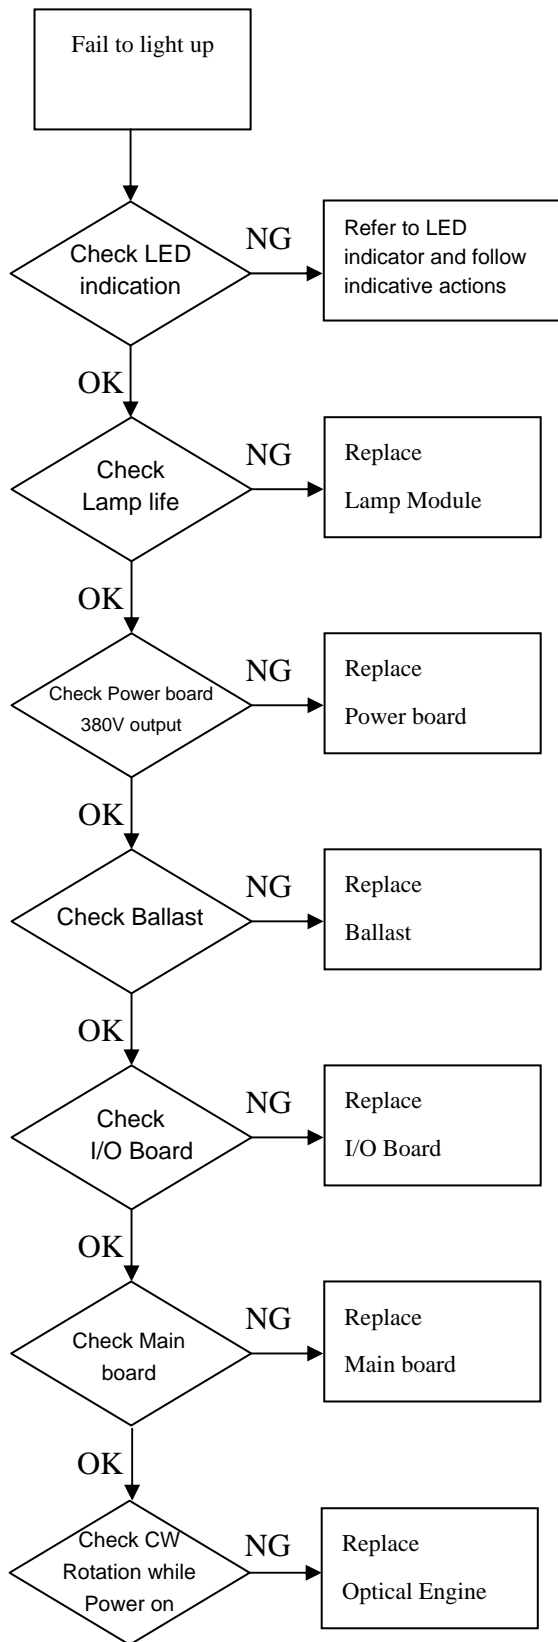 Fail to light up
Check LED
indication
NG
Refer to LED
indicator and follow
indicative actions
OK
Check
Lamp life
NG
Replace
Lamp Module
OK
Check Power board
380V output
NG
Replace
Power board
OK
Check Ballast
NG
Replace
Ballast
OK
Check
I/O Board
NG
Replace
I/O Board
OK
Check Main
board
NG
Replace
Main board
OK
Check CW
Rotation while
Power on
NG
Replace
Optical Engine